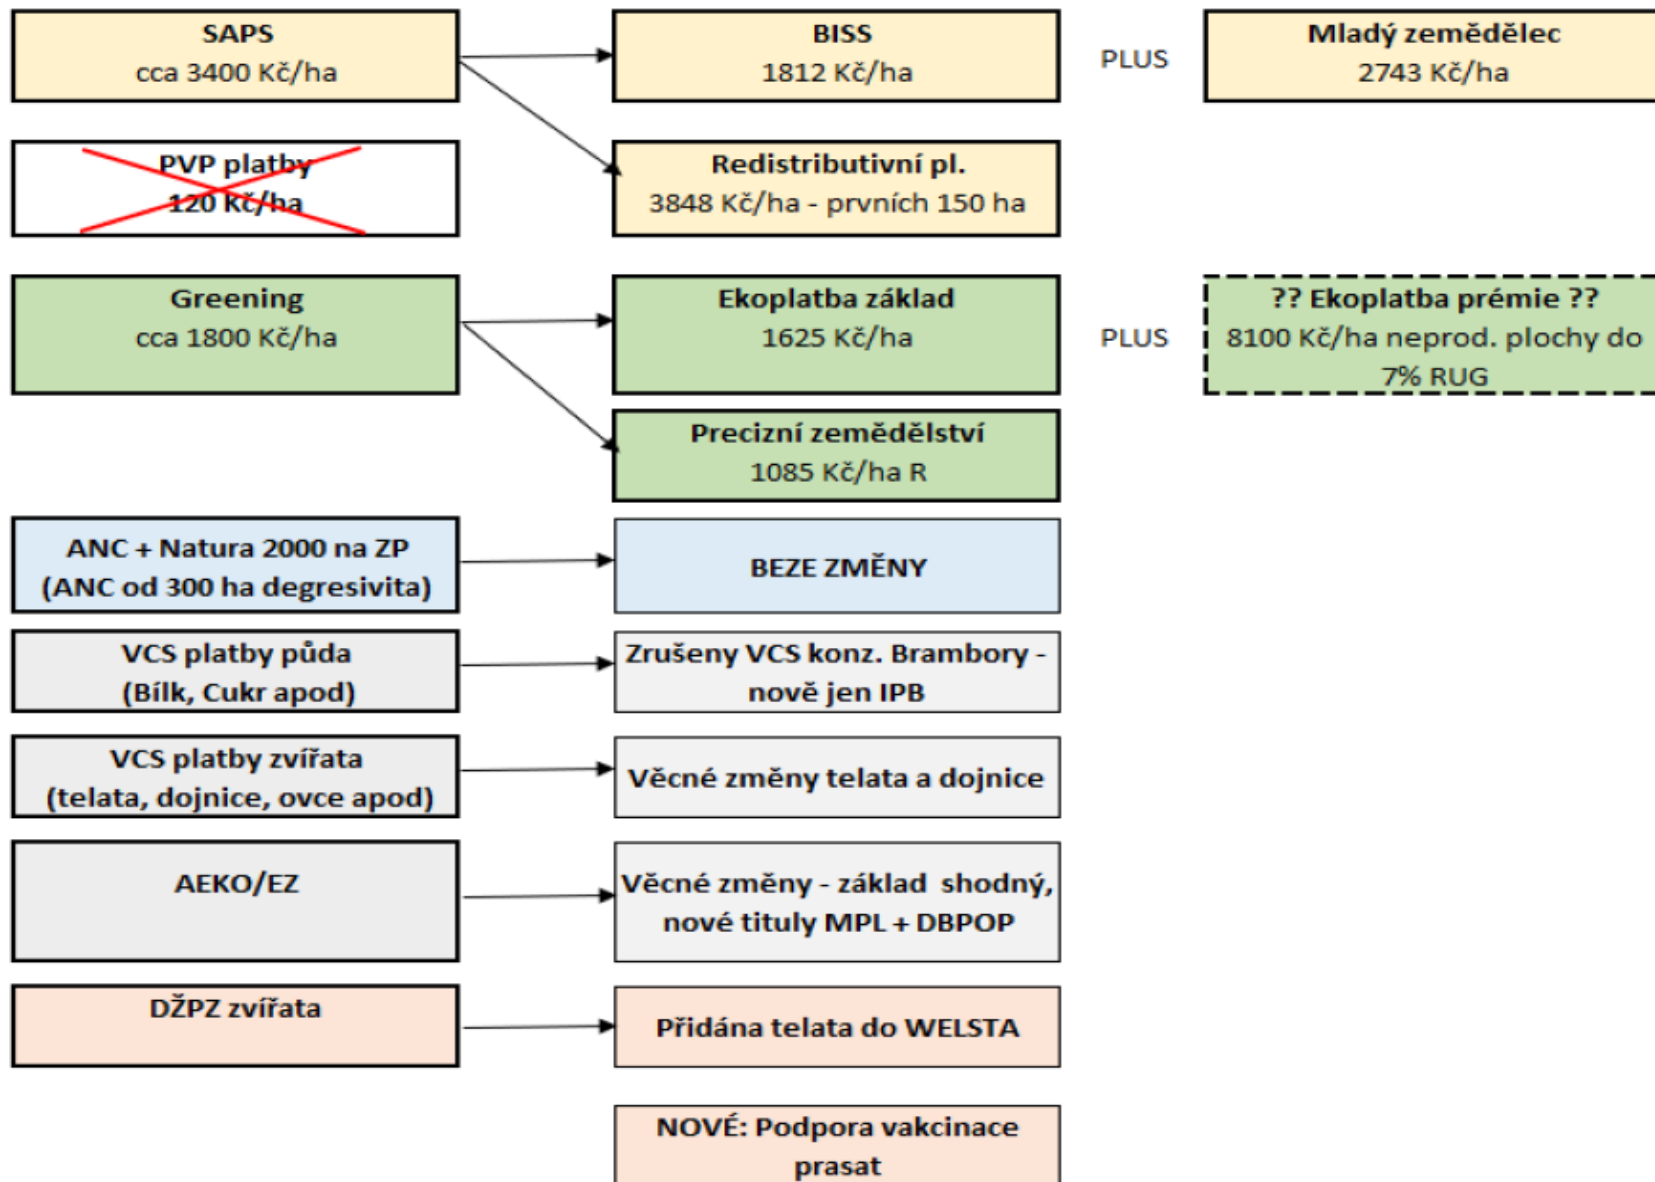 SAPS
cca 3400 Kč/ha
BISS
1812 Kč/ha
PLUS
Mladý zemědělec
2743 Kč/ha
PVP platby
120 Kč/ha
Redistributivní pl.
3848 Kč/ha - prvních 150 ha
Greening
cca 1800 Kč/ha
Ekoplatba základ
1625 Kč/ha
PLUS
?? Ekoplatba prémie ??
8100 Kč/ha neprod. plochy do
7% RUG
Precizní zemědělství
1085 Kč/ha R
ANC + Natura 2000 na ZP
(ANC od 300 ha degresivita)
BEZE ZMĚNY
VCS platby půda
(Bílk, Cukr apod)
Zrušeny VCS konz. Brambory -
nově jen IPB
VCS platby zvířata
(telata, dojnice, ovce apod)
Věcné změny telata a dojnice
AEKO/EZ
Věcné změny - základ shodný,
nové tituly MPL + DBPOP
DŽPZ zvířata
Přidána telata do WELSTA
NOVÉ: Podpora vakcinace
prasat